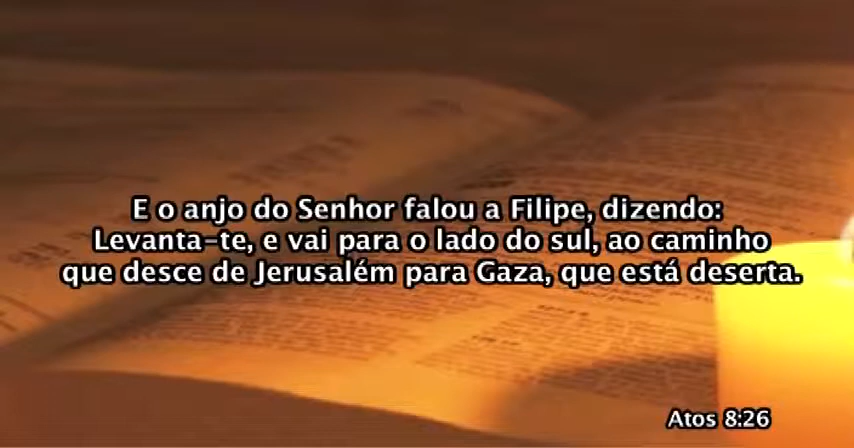 E o anjo do Senhor falou a Filipe, dizendo:
Levanta-te, e vai para o lado do sul, ao caminho
que desce de Jerusalém para Gaza, que está deserta.
Atos 8:26